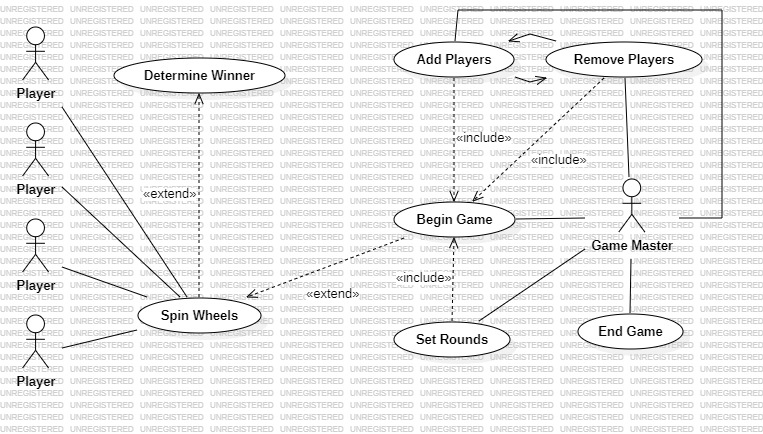 Player
Determine Winner
Add Players
Remove Players
«include»
«include»
Player
«extend»
Begin Game
Game Master
Player
«include»
«extend»
Spin Wheels
End Game
Set Rounds
Player
UNREGISTERED